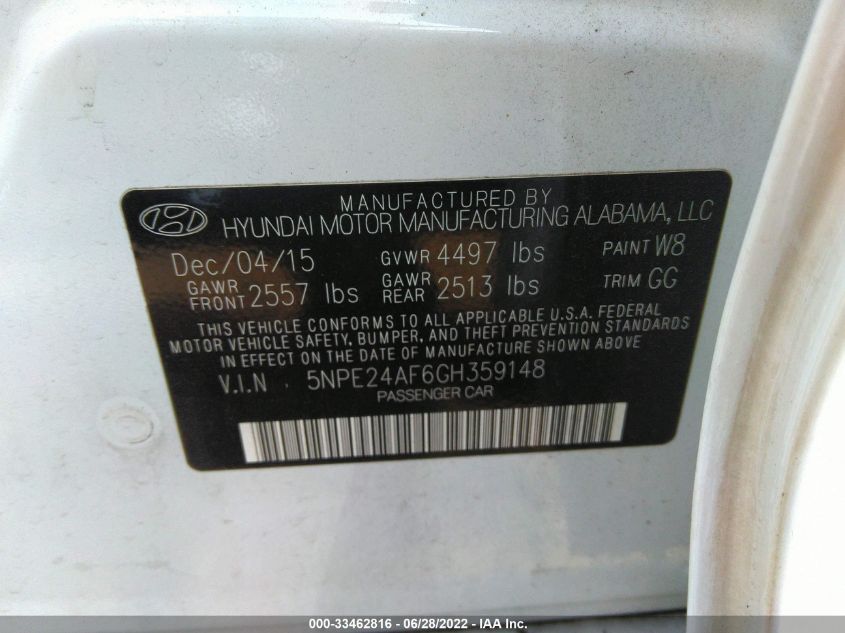 MANUFACTURED BY
HYUNDAI MOTOR MANUFACTURING ALABAMA, LLC
Dec/04/15 GVWR 4497 lbs PAINT W8
GAWR FRONT 2557 lbs GAWR REAR 2513 lbs TRIM GG
THIS VEHICLE CONFORMS TO ALL APPLICABLE U.S.A. FEDERAL
MOTOR VEHICLE SAFETY, BUMPER, AND THEFT PREVENTION STANDARDS
IN EFFECT ON THE DATE OF MANUFACTURE SHOWN ABOVE
V.I.N : 5NPE24AF6GH359148
PASSENGER CAR
000-33462816 - 06/28/2022 - IAAI.COM